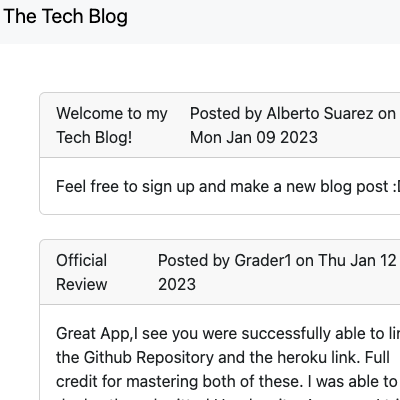 The Tech Blog
Welcome to my Posted by Alberto Suarez on
Tech Blog! Mon Jan 09 2023
Feel free to sign up and make a new blog post
Official Posted by Grader1 on Thu Jan 12
Review 2023
Great App,I see you were successfully able to
the Github Repository and the heroku link. Full
credit for mastering both of these. I was able to